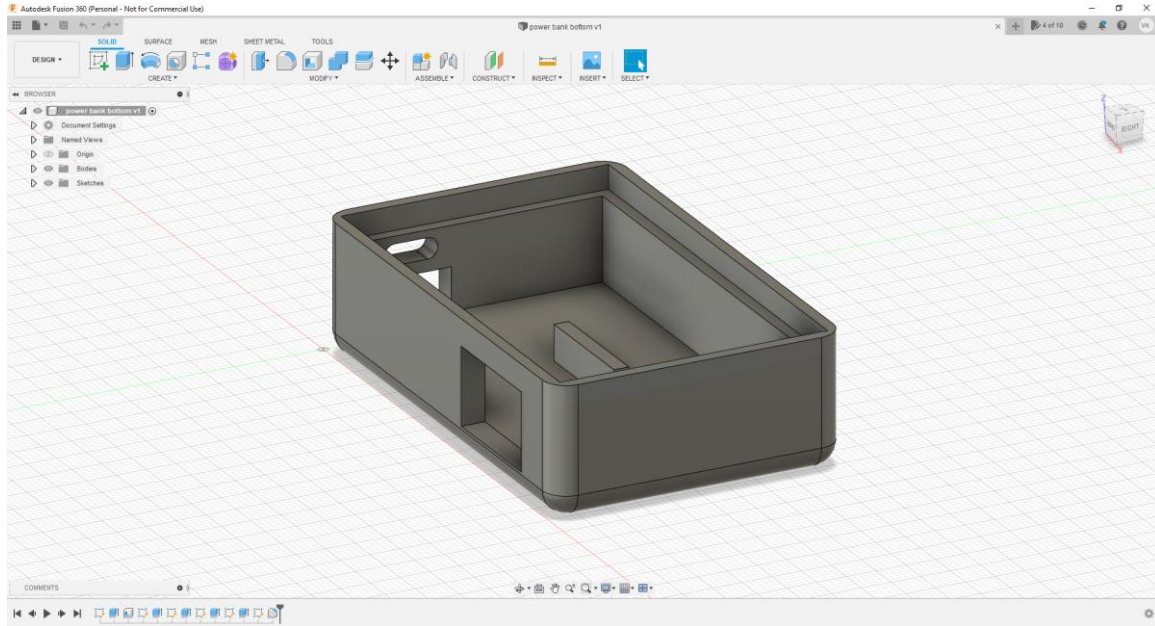 Autodesk Fusion 360 (Personal - Not for Commercial Use)
power bank bottom v1
4 of 10
VK
SOLID SURFACE MESH SHEET METAL TOOLS
DESIGN
CREATE MODIFY ASSEMBLE CONSTRUCT INSPECT INSERT SELECT
BROWSER
power bank bottom v1
Document Settings
Named Views
Origin
Bodies
Sketches
Z
RIGHT
X
COMMENTS